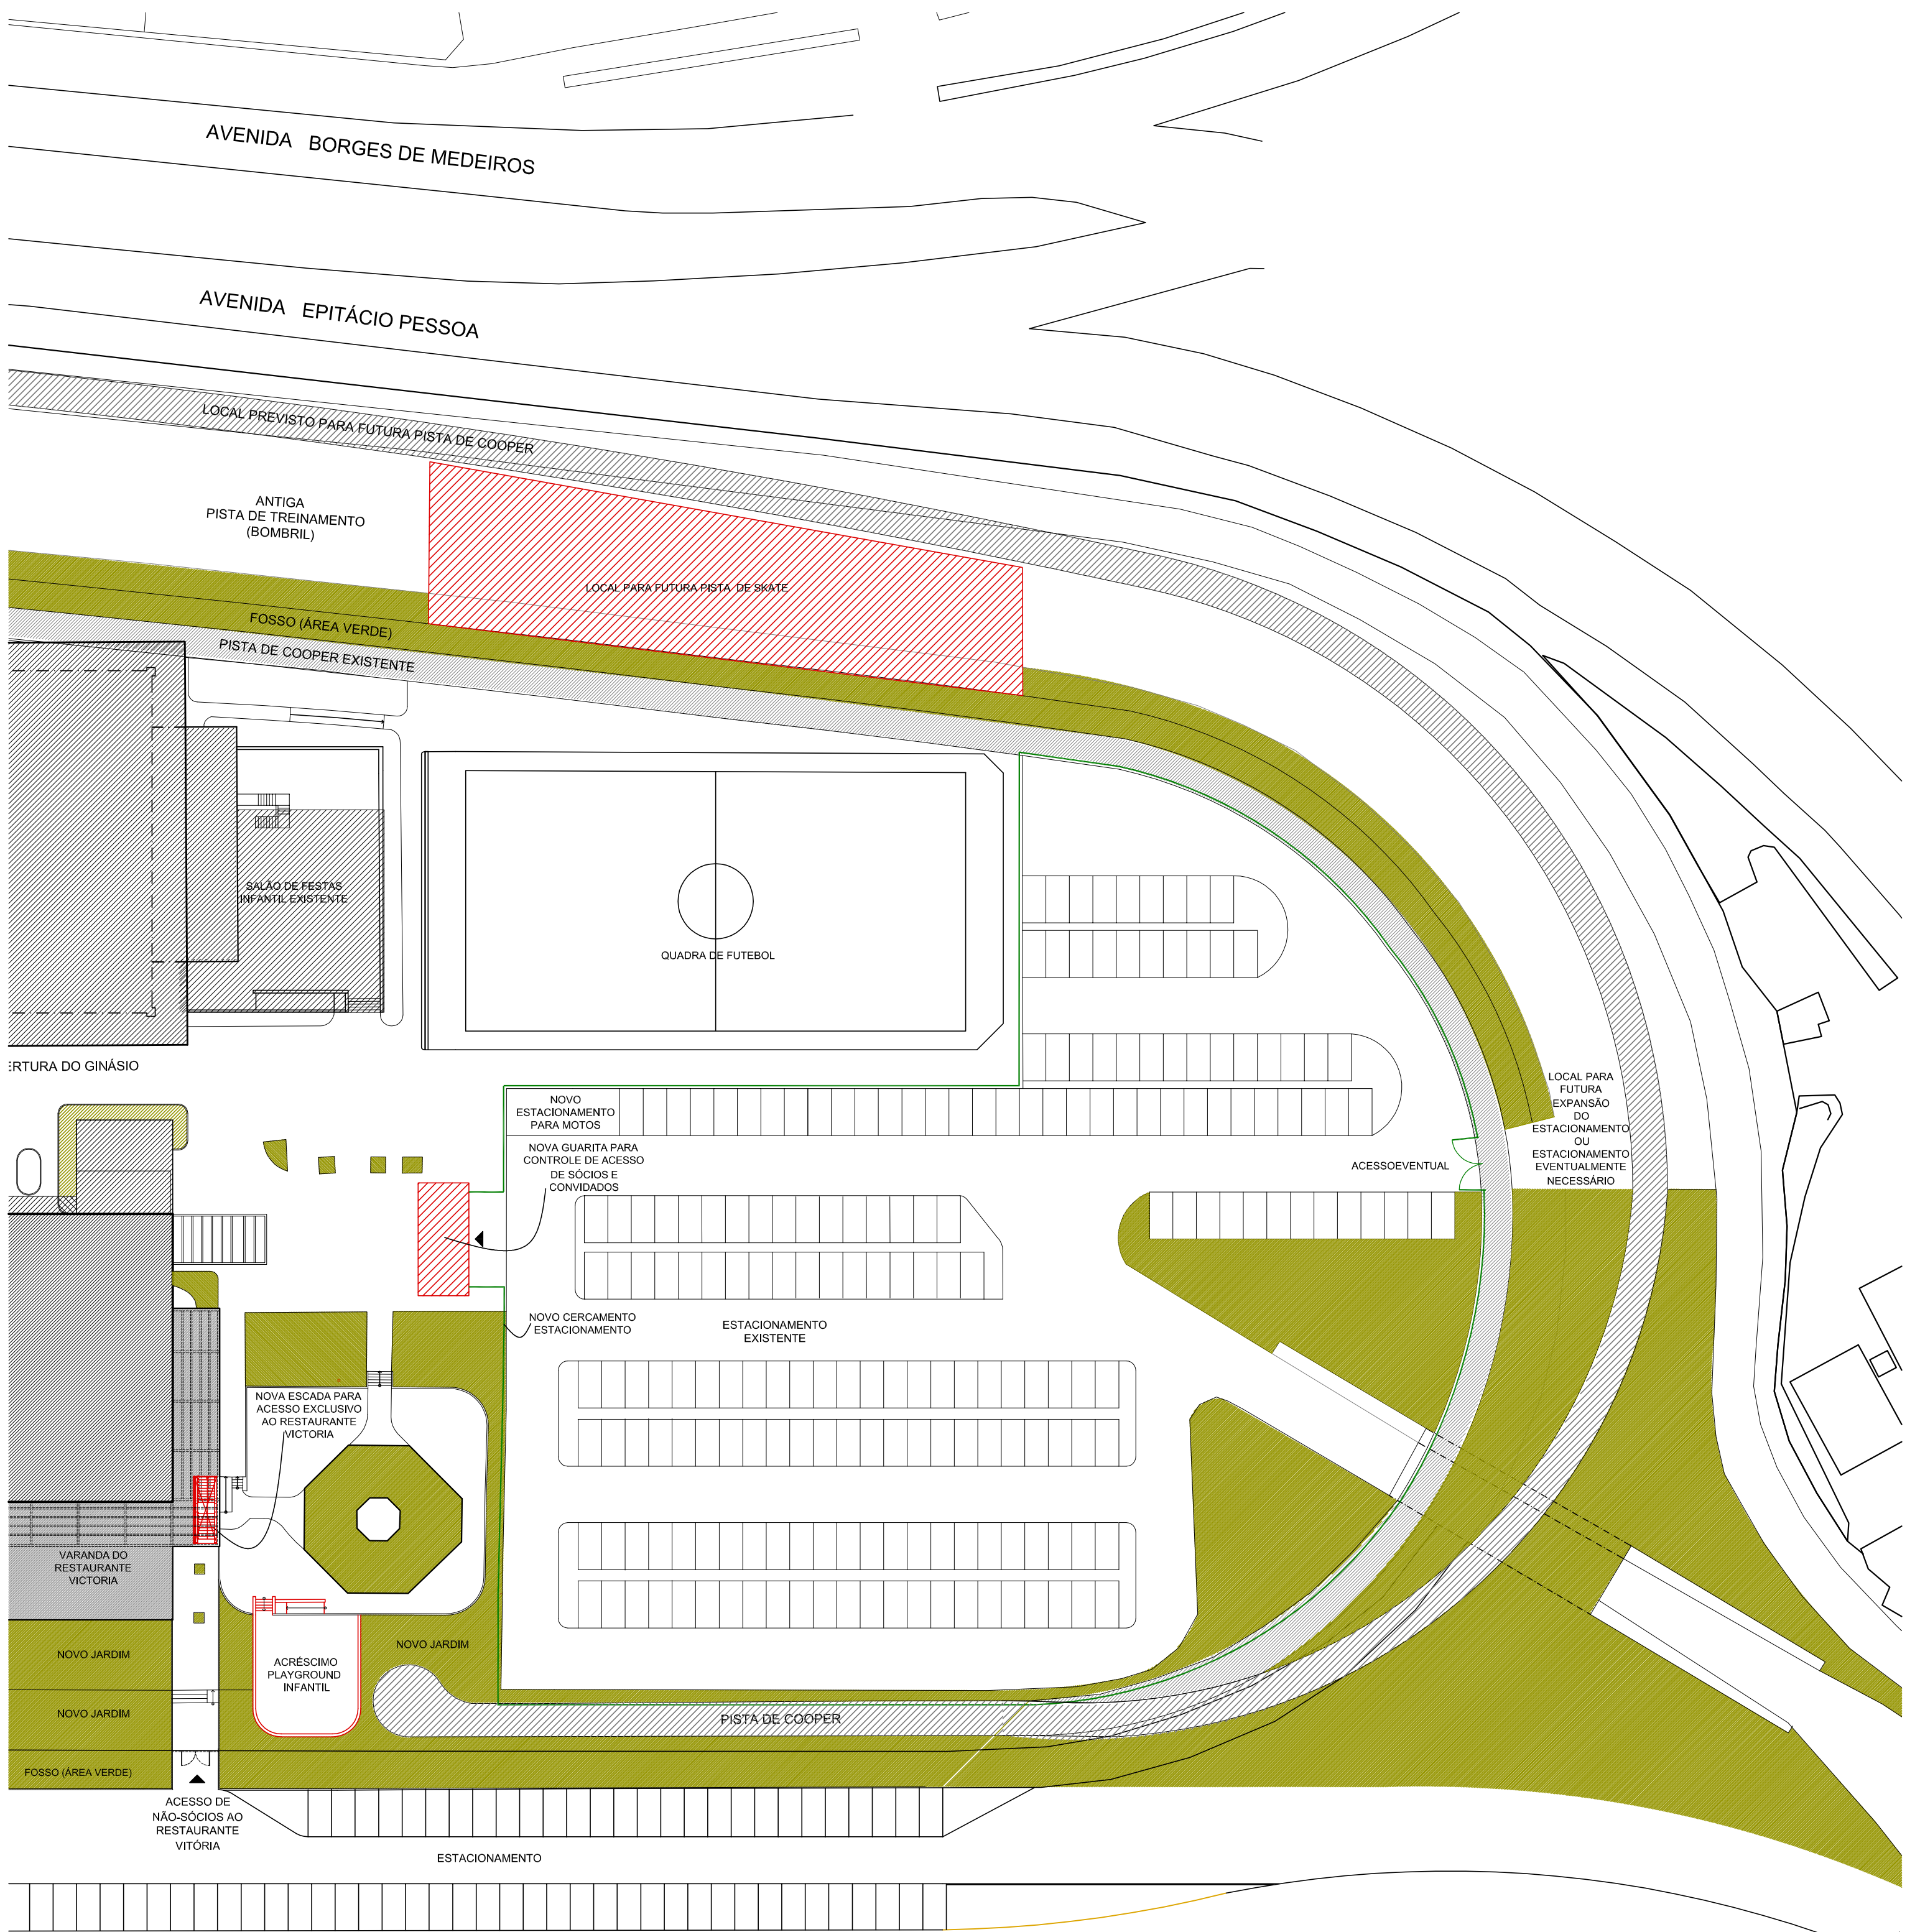 AVENIDA BORGES DE MEDEIROS
AVENIDA EPITÁCIO PESSOA
LOCAL PREVISTO PARA FUTURA PISTA DE COOPER
ANTIGA
PISTA DE TREINAMENTO
(BOMBRIL)
LOCAL PARA FUTURA PISTA DE SKATE
FOSSO (ÁREA VERDE)
PISTA DE COOPER EXISTENTE
SALÃO DE FESTAS
INFANTIL EXISTENTE
QUADRA DE FUTEBOL
ERTURA DO GINÁSIO
NOVO
ESTACIONAMENTO
PARA MOTOS
LOCAL PARA
FUTURA
EXPANSÃO
DO
ESTACIONAMENTO
OU
ESTACIONAMENTO
EVENTUALMENTE
NECESSÁRIO
NOVA GUARITA PARA
CONTROLE DE ACESSO
DE SÓCIOS E
CONVIDADOS
ACESSOEVENTUAL
NOVO CERCAMENTO
ESTACIONAMENTO
ESTACIONAMENTO
EXISTENTE
NOVA ESCADA PARA
ACESSO EXCLUSIVO
AO RESTAURANTE
VICTORIA
VARANDA DO
RESTAURANTE
VICTORIA
NOVO JARDIM
NOVO JARDIM
ACRÉSCIMO
PLAYGROUND
INFANTIL
NOVO JARDIM
PISTA DE COOPER
FOSSO (ÁREA VERDE)
ACESSO DE
NÃO-SÓCIOS AO
RESTAURANTE
VITÓRIA
ESTACIONAMENTO